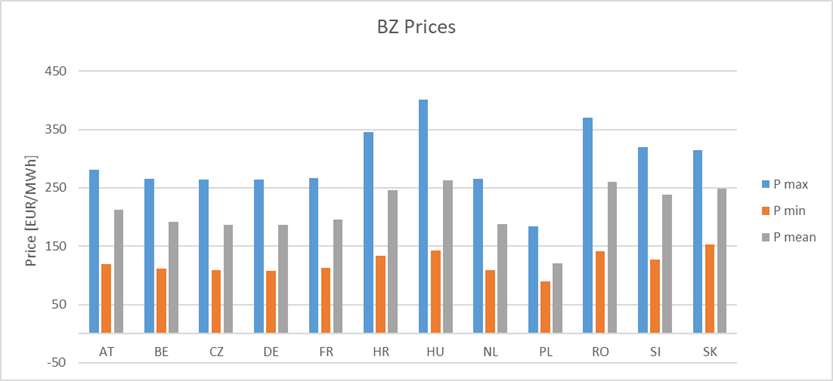 BZ Prices
Price [EUR/MWh]
450
350
250
150
50
-50
AT BE CZ DE FR HR HU NL PL RO SI SK
P max
P min
P mean